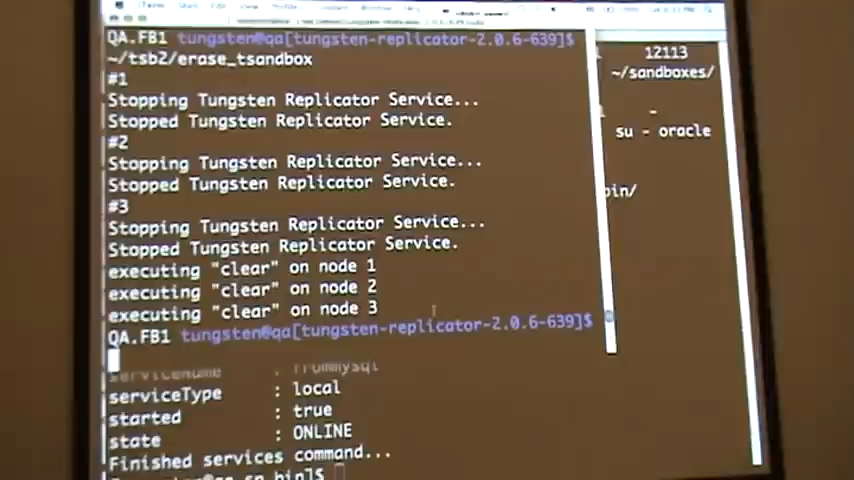 QA.FB1 tungsten@qa[tungsten-replicator-2.0.6-639]$
~/tsb2/erase_tsandbox
#1
Stopping Tungsten Replicator Service...
Stopped Tungsten Replicator Service.
#2
Stopping Tungsten Replicator Service...
Stopped Tungsten Replicator Service.
#3
Stopping Tungsten Replicator Service...
Stopped Tungsten Replicator Service.
executing "clear" on node 1
executing "clear" on node 2
executing "clear" on node 3
QA.FB1 tungsten@qa[tungsten-replicator-2.0.6-639]$
serviceName : frommysql
serviceType : local
started : true
state : ONLINE
Finished services command...
12113
~/sandboxes/
-
su - oracle
bin/